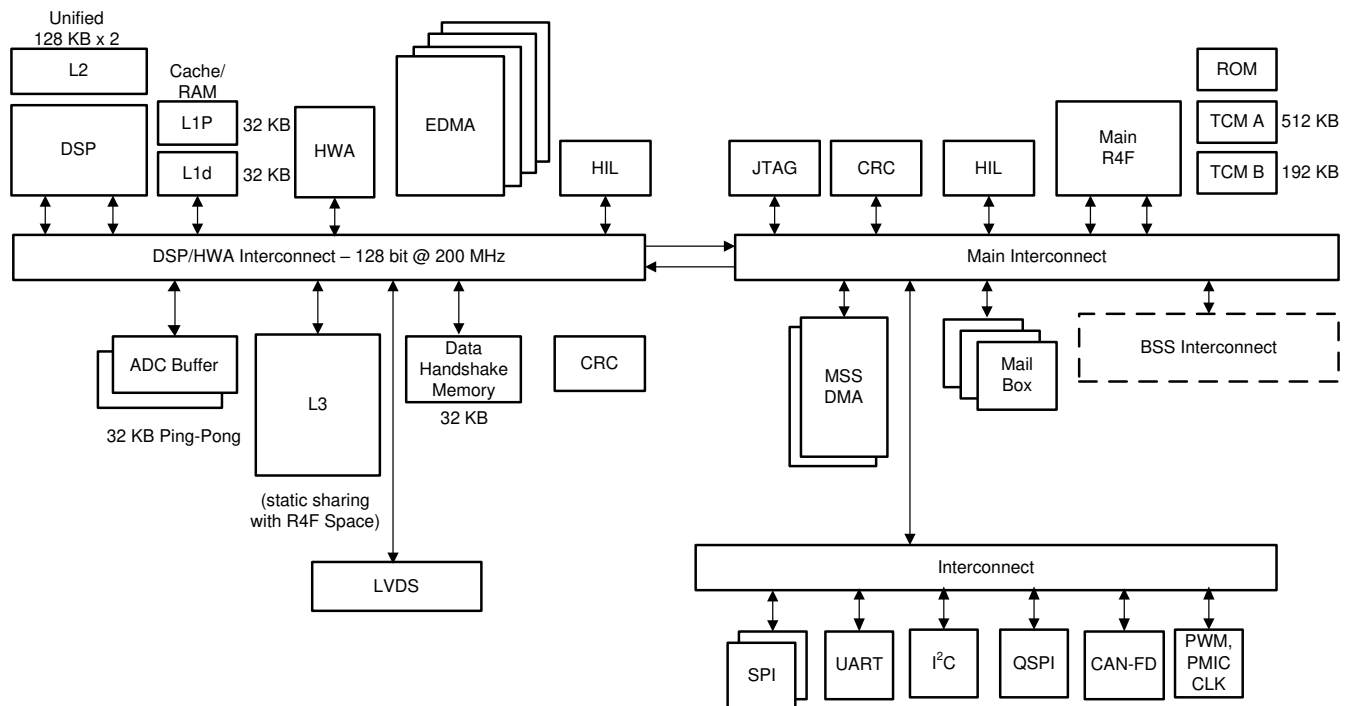 Unified
128 KB x 2
L2
Cache/
RAM
DSP
L1P
32 KB
L1d
32 KB
HWA
EDMA
HIL
JTAG
CRC
HIL
Main
R4F
ROM
TCM A
512 KB
TCM B
192 KB
DSP/HWA Interconnect – 128 bit @ 200 MHz
Main Interconnect
ADC Buffer
32 KB Ping-Pong
L3
(static sharing
with R4F Space)
Data
Handshake
Memory
32 KB
CRC
LVDS
MSS
DMA
Mail
Box
BSS Interconnect
Interconnect
SPI
UART
I²C
QSPI
CAN-FD
PWM,
PMIC
CLK